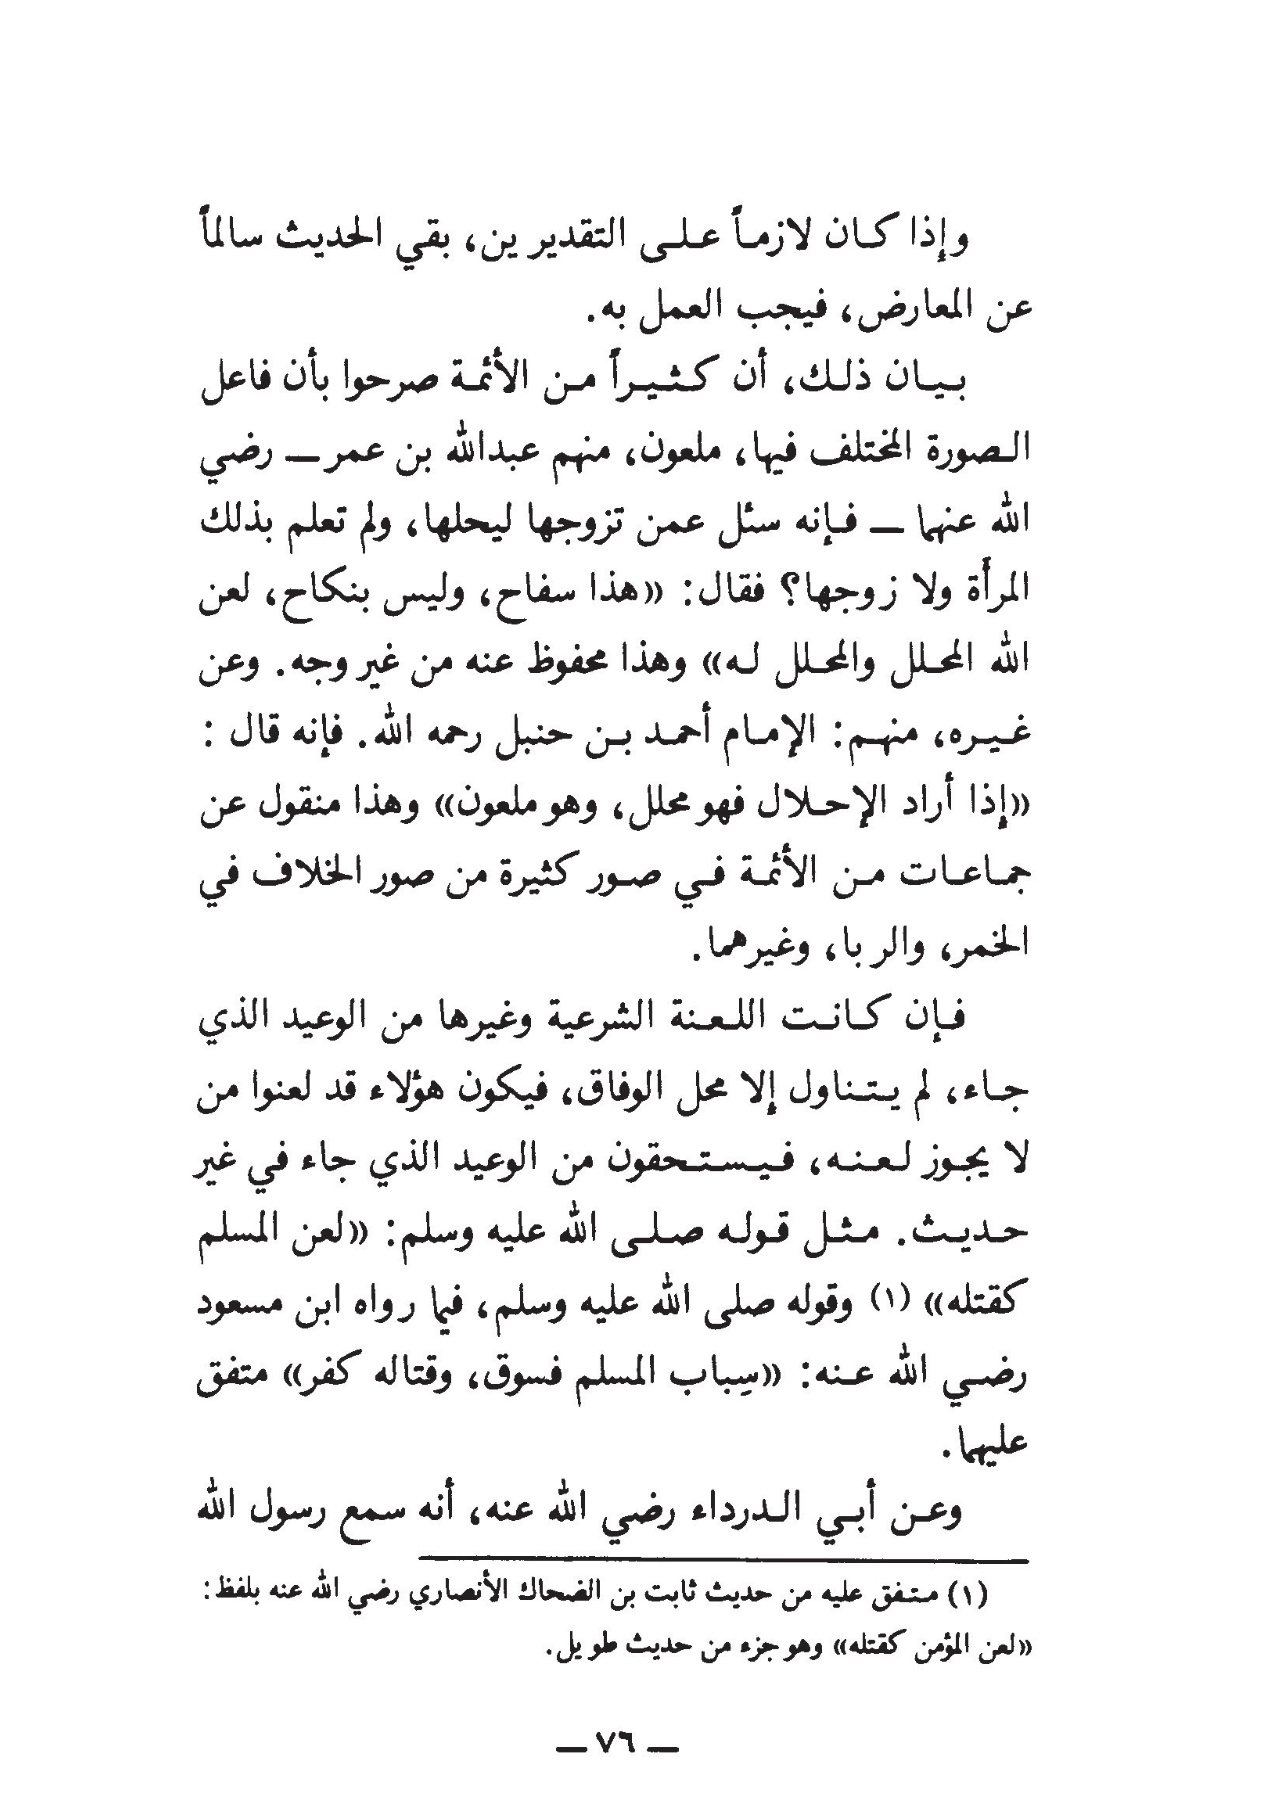 وإذا كان لازماً على التقديرين، بقي الحديث سالماً
عن المعارض، فيجب العمل به.
بيان ذلك، أن كثيراً من الأئمة صرحوا بأن فاعل
الصورة المختلف فيها، ملعون، منهم عبدالله بن عمر — رضي
الله عنهما — فإنه سئل عمن تزوجها ليحلها، ولم تعلم بذلك
المرأة ولا زوجها؟ فقال: «هذا سفاح، وليس بنكاح، لعن
الله المحلل والمحلل له» وهذا محفوظ عنه من غير وجه. وعن
غيره، منهم: الإمام أحمد بن حنبل رحمه الله. فإنه قال :
«إذا أراد الإحلال فهو محلل، وهو ملعون» وهذا منقول عن
جماعات من الأئمة في صور كثيرة من صور الخلاف في
الخمر، والربا، وغيرهما.
فإن كانت اللعنة الشرعية وغيرها من الوعيد الذي
جاء، لم يتناول إلا محل الوفاق، فيكون هؤلاء قد لعنوا من
لا يجوز لعنه، فيستحقون من الوعيد الذي جاء في غير
حديث. مثل قوله صلى الله عليه وسلم: «لعن المسلم
كقتله» (١) وقوله صلى الله عليه وسلم، فيما رواه ابن مسعود
رضي الله عنه: «سِباب المسلم فسوق، وقتاله كفر» متفق
عليهما.
وعن أبي الدرداء رضي الله عنه، أنه سمع رسول الله
(١) متفق عليه من حديث ثابت بن الضحاك الأنصاري رضي الله عنه بلفظ:
«لعن المؤمن كقتله» وهو جزء من حديث طويل.
— ٧٦ —